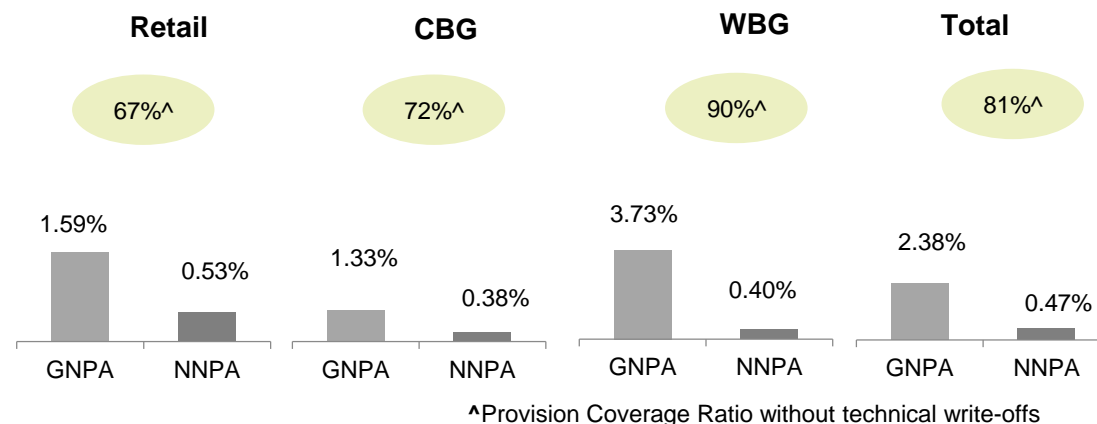 Retail CBG WBG Total
67%^ 72%^ 90%^ 81%^
1.59% 0.53% 1.33% 0.38% 3.73% 0.40% 2.38% 0.47%
GNPA NNPA GNPA NNPA GNPA NNPA GNPA NNPA
^Provision Coverage Ratio without technical write-offs